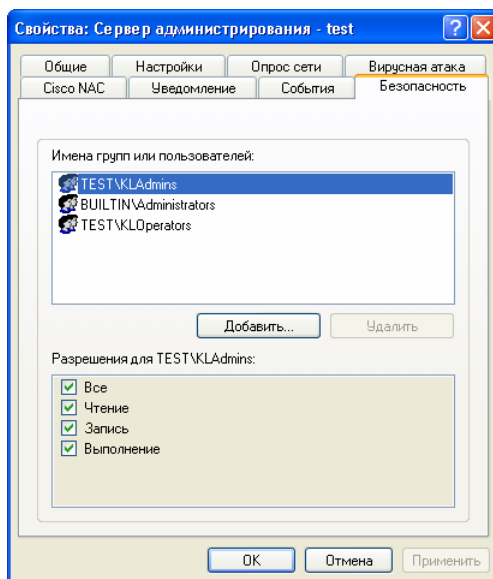 Свойства: Сервер администрирования - test
Общие Настройки Опрос сети Вирусная атака
Cisco NAC Уведомление События Безопасность
Имена групп или пользователей:
TEST\KLAdmins
BUILTIN\Administrators
TEST\KLOperators
Добавить... Удалить
Разрешения для TEST\KLAdmins:
Все
Чтение
Запись
Выполнение
OK Отмена Применить